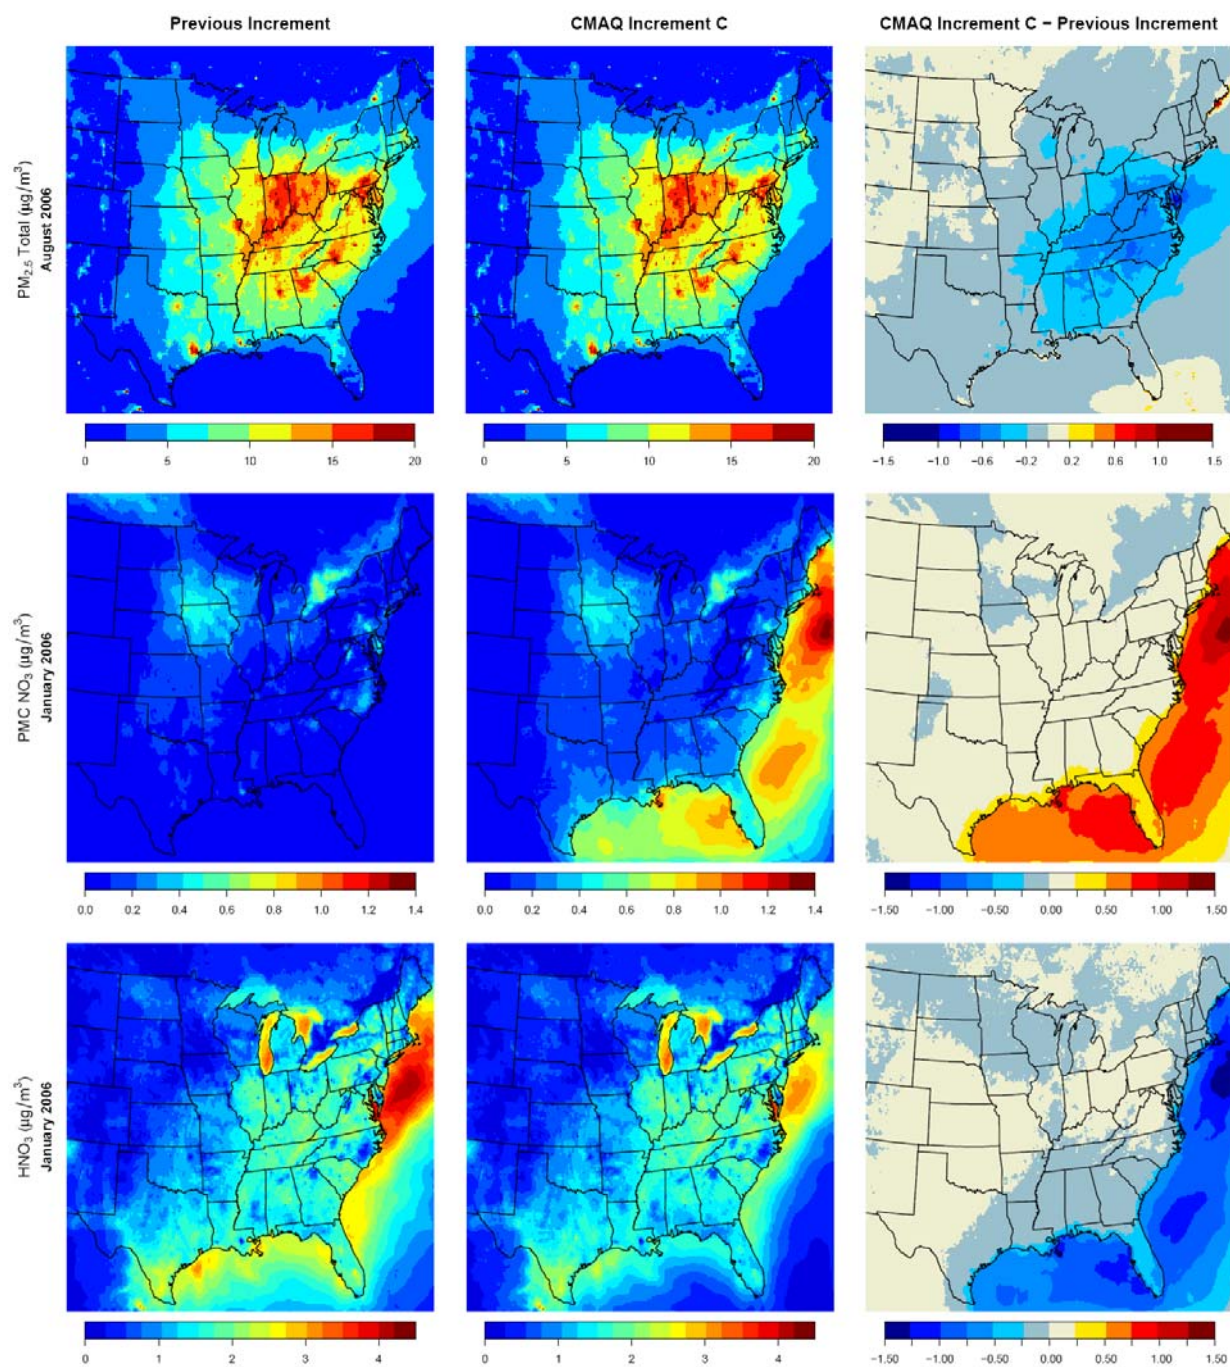 Previous Increment
CMAQ Increment C
CMAQ Increment C − Previous Increment
PM2.5 Total (µg/m3)
August 2006
0 5 10 15 20
0 5 10 15 20
−1.5 −1.0 −0.6 −0.2 0.2 0.6 1.0 1.5
PMC NO3 (µg/m3)
January 2006
0.0 0.2 0.4 0.6 0.8 1.0 1.2 1.4
0.0 0.2 0.4 0.6 0.8 1.0 1.2 1.4
−1.50 −1.00 −0.50 0.00 0.50 1.00 1.50
HNO3 (µg/m3)
January 2006
0 1 2 3 4
0 1 2 3 4
−1.50 −1.00 −0.50 0.00 0.50 1.00 1.50